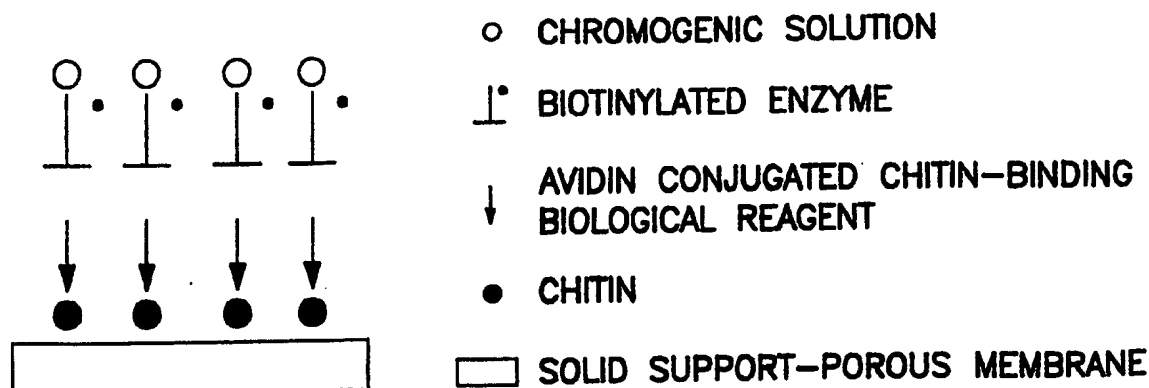 CHROMOGENIC SOLUTION
BIOTINYLATED ENZYME
AVIDIN CONJUGATED CHITIN-BINDING
BIOLOGICAL REAGENT
CHITIN
SOLID SUPPORT-POROUS MEMBRANE